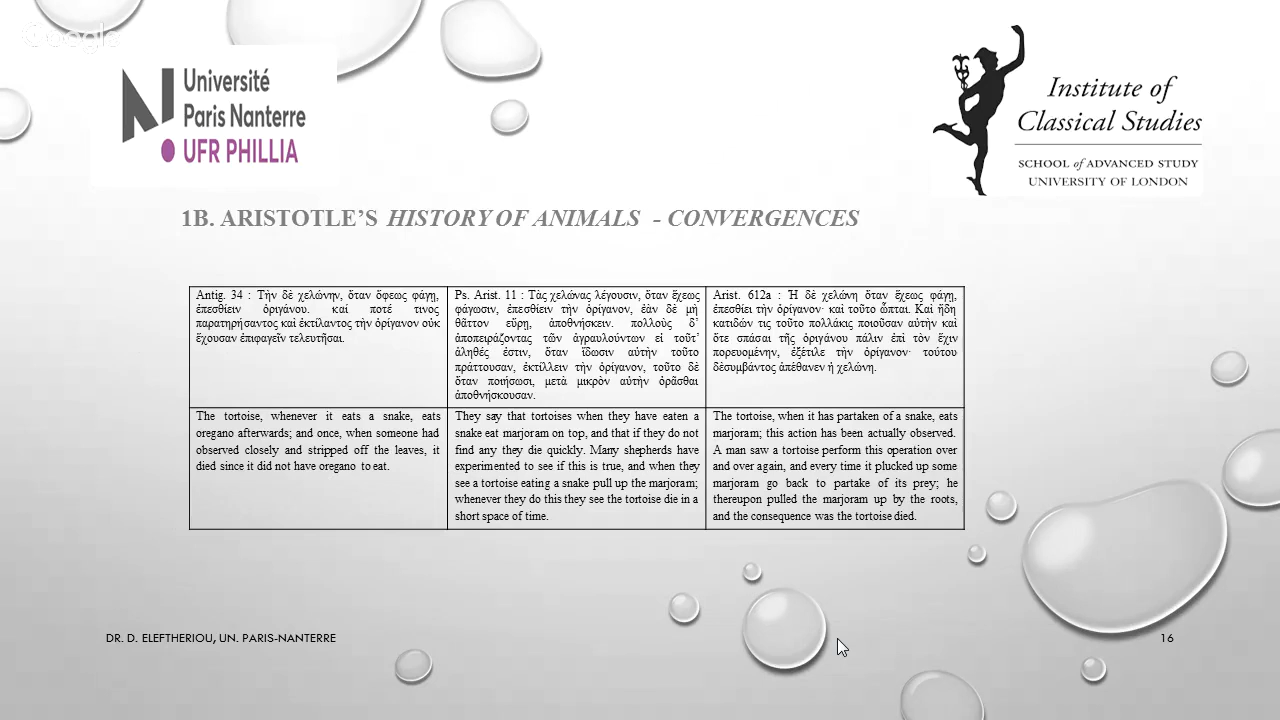 Google
Université
Paris Nanterre
UFR PHILLIA
Institute of
Classical Studies
SCHOOL of ADVANCED STUDY
UNIVERSITY OF LONDON
1B. ARISTOTLE’S HISTORY OF ANIMALS - CONVERGENCES
Antig. 34 : Τὴν δὲ χελώνην, ὅταν ὄφεως φάγῃ,
ἐπεσθίειν ὀριγάνου. καί ποτέ τινος
παρατηρήσαντος καὶ ἐκτίλαντος τὴν ὀρίγανον οὐκ
ἔχουσαν ἐπιφαγεῖν τελευτῆσαι.
Ps. Arist. 11 : Τὰς χελώνας λέγουσιν, ὅταν ἔχεως
φάγωσιν, ἐπεσθίειν τὴν ὀρίγανον, ἐὰν δὲ μὴ
θᾶττον εὕρῃ, ἀποθνήσκειν. πολλοὺς δ’
ἀποπειράζοντας τῶν ἀγραυλούντων εἰ τοῦτ’
ἀληθές ἐστιν, ὅταν ἴδωσιν αὐτὴν τοῦτο
πράττουσαν, ἐκτίλλειν τὴν ὀρίγανον, τοῦτο δὲ
ὅταν ποιήσωσι, μετὰ μικρὸν αὐτὴν ὁρᾶσθαι
ἀποθνήσκουσαν.
Arist. 612a : Ἡ δὲ χελώνη ὅταν ἔχεως φάγῃ,
ἐπεσθίει τὴν ὀρίγανον· καὶ τοῦτο ὦπται. Καὶ ἤδη
κατιδών τις τοῦτο πολλάκις ποιοῦσαν αὐτὴν καὶ
ὅτε σπάσαι τῆς ὀριγάνου πάλιν ἐπὶ τὸν ἔχιν
πορευομένην, ἐξέτιλε τὴν ὀρίγανον· τούτου
δὲσυμβάντος ἀπέθανεν ἡ χελώνη.
The tortoise, whenever it eats a snake, eats
oregano afterwards; and once, when someone had
observed closely and stripped off the leaves, it
died since it did not have oregano to eat.
They say that tortoises when they have eaten a
snake eat marjoram on top, and that if they do not
find any they die quickly. Many shepherds have
experimented to see if this is true, and when they
see a tortoise eating a snake pull up the marjoram;
whenever they do this they see the tortoise die in a
short space of time.
The tortoise, when it has partaken of a snake, eats
marjoram; this action has been actually observed.
A man saw a tortoise perform this operation over
and over again, and every time it plucked up some
marjoram go back to partake of its prey; he
thereupon pulled the marjoram up by the roots,
and the consequence was the tortoise died.
DR. D. ELEFTHERIOU, UN. PARIS-NANTERRE
16